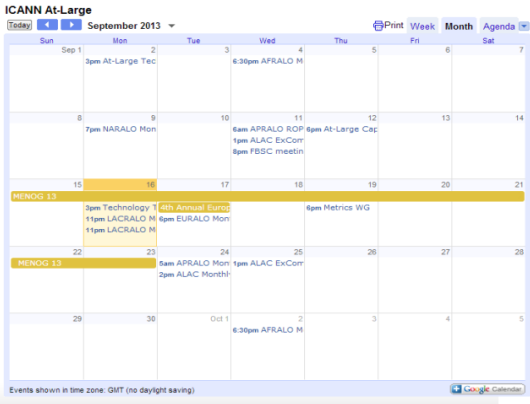 ICANN At-Large
Today September 2013 Print Week Month Agenda
Sun Mon Tue Wed Thu Fri Sat
Sep 1 2 3 4 5 6 7
3pm At-Large Tec 6:30pm AFRALO M
8 9 10 11 12 13 14
7pm NARALO Mon 6am APRALO ROP 6pm At-Large Cap
1pm ALAC ExCom
8pm FBSC meetin
15 16 17 18 19 20 21
MENOG 13
3pm Technology T 4th Annual Europ 6pm Metrics WG
11pm LACRALO M 6pm EURALO Mon
11pm LACRALO M
22 23 24 25 26 27 28
MENOG 13 5am APRALO Mon 1pm ALAC ExCom
2pm ALAC Monthly
29 30 Oct 1 2 3 4 5
6:30pm AFRALO M
Events shown in time zone: GMT (no daylight saving) Google Calendar